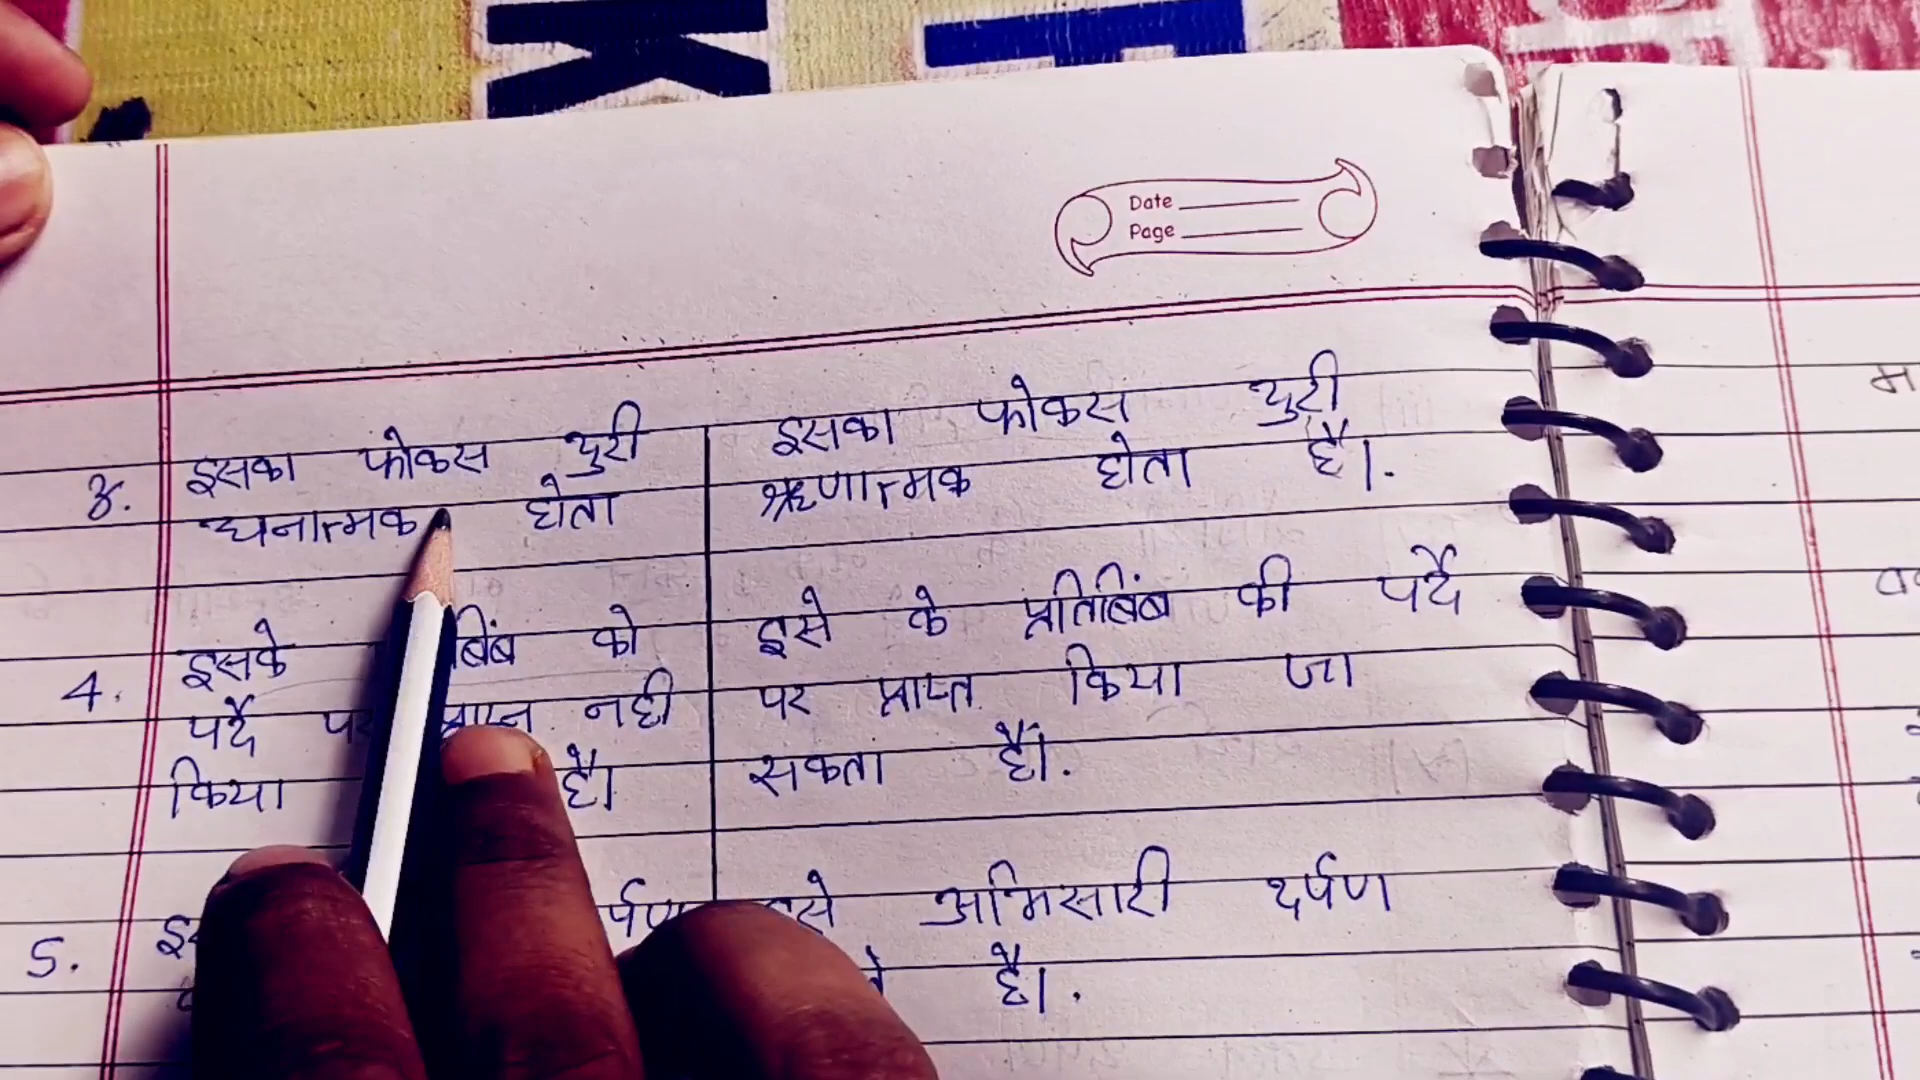 K
Date
Page
3. इसका फोकस दुरी
धनात्मक होता
4. इसके बिंब को
पर्दे पर प्राप्त नही
किया है।
5.
इसका फोकस दुरी
ऋणात्मक होता है।.
इसे के प्रतिबिंब की पर्दे
पर प्राप्त किया जा
सकता है।.
अभिसारी दर्पण
है।.